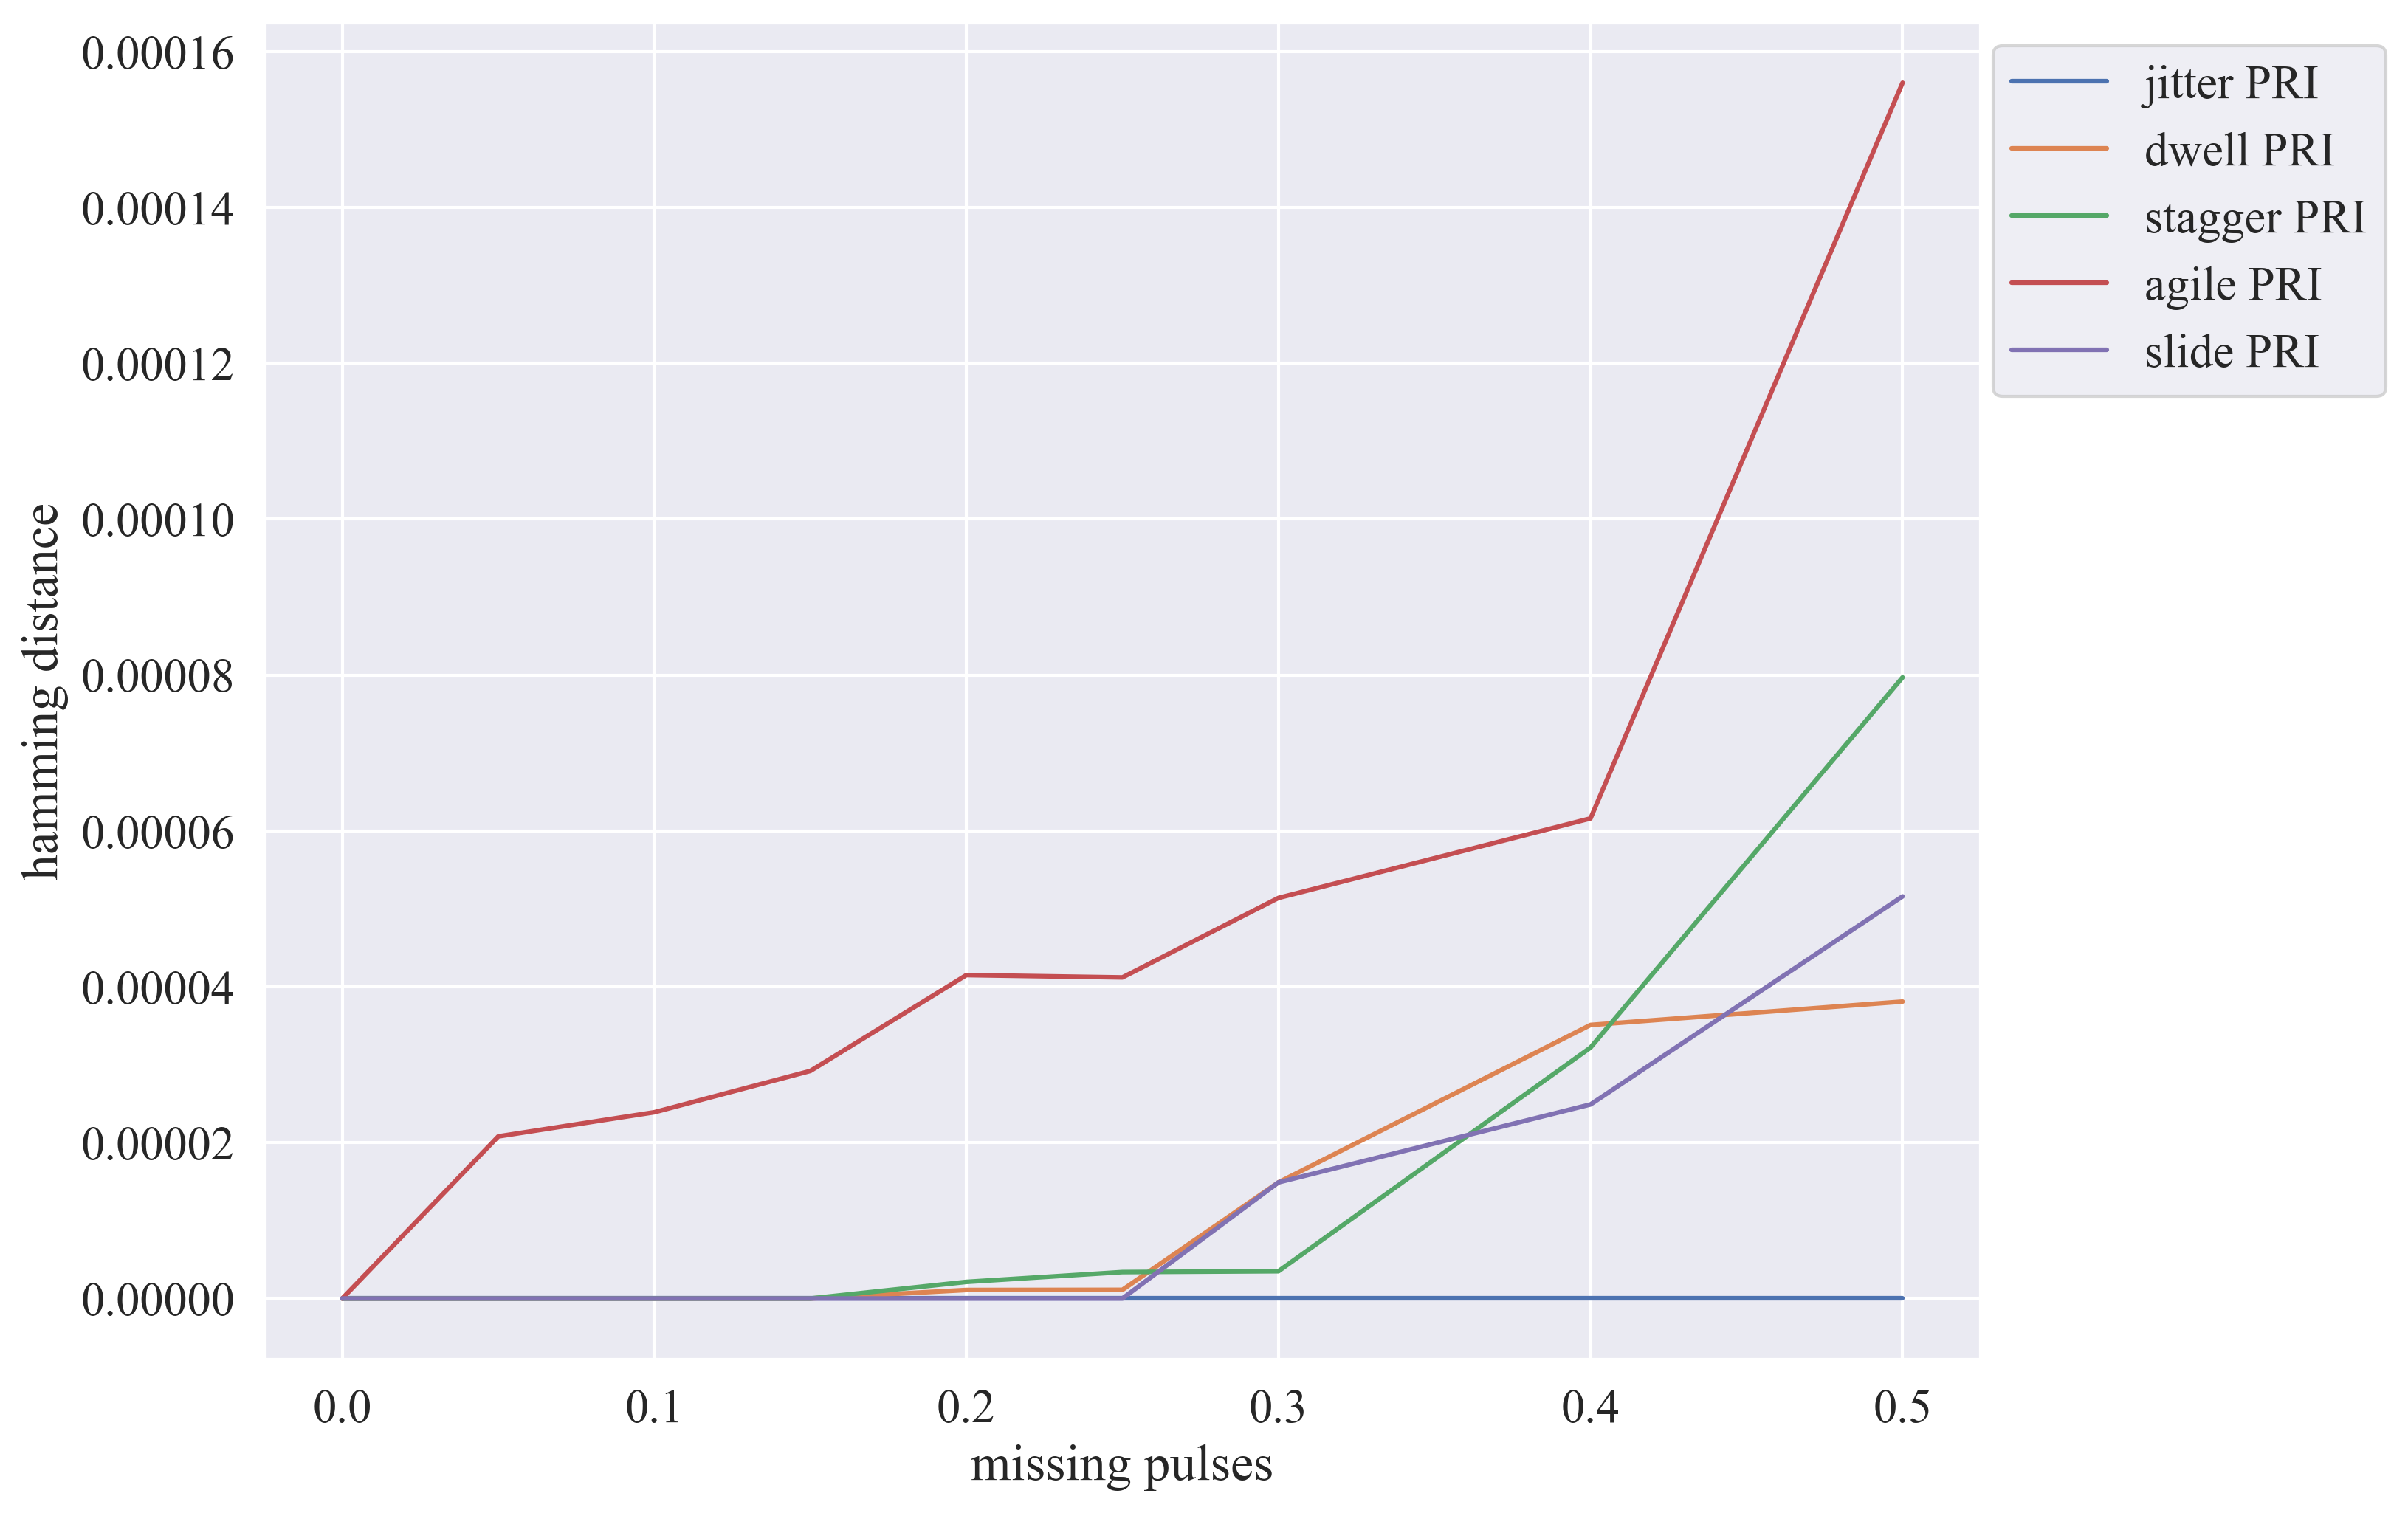 0.00016
0.00014
0.00012
0.00010
0.00008
0.00006
0.00004
0.00002
0.00000
hamming distance
0.0 0.1 0.2 0.3 0.4 0.5
missing pulses
jitter PRI
dwell PRI
stagger PRI
agile PRI
slide PRI